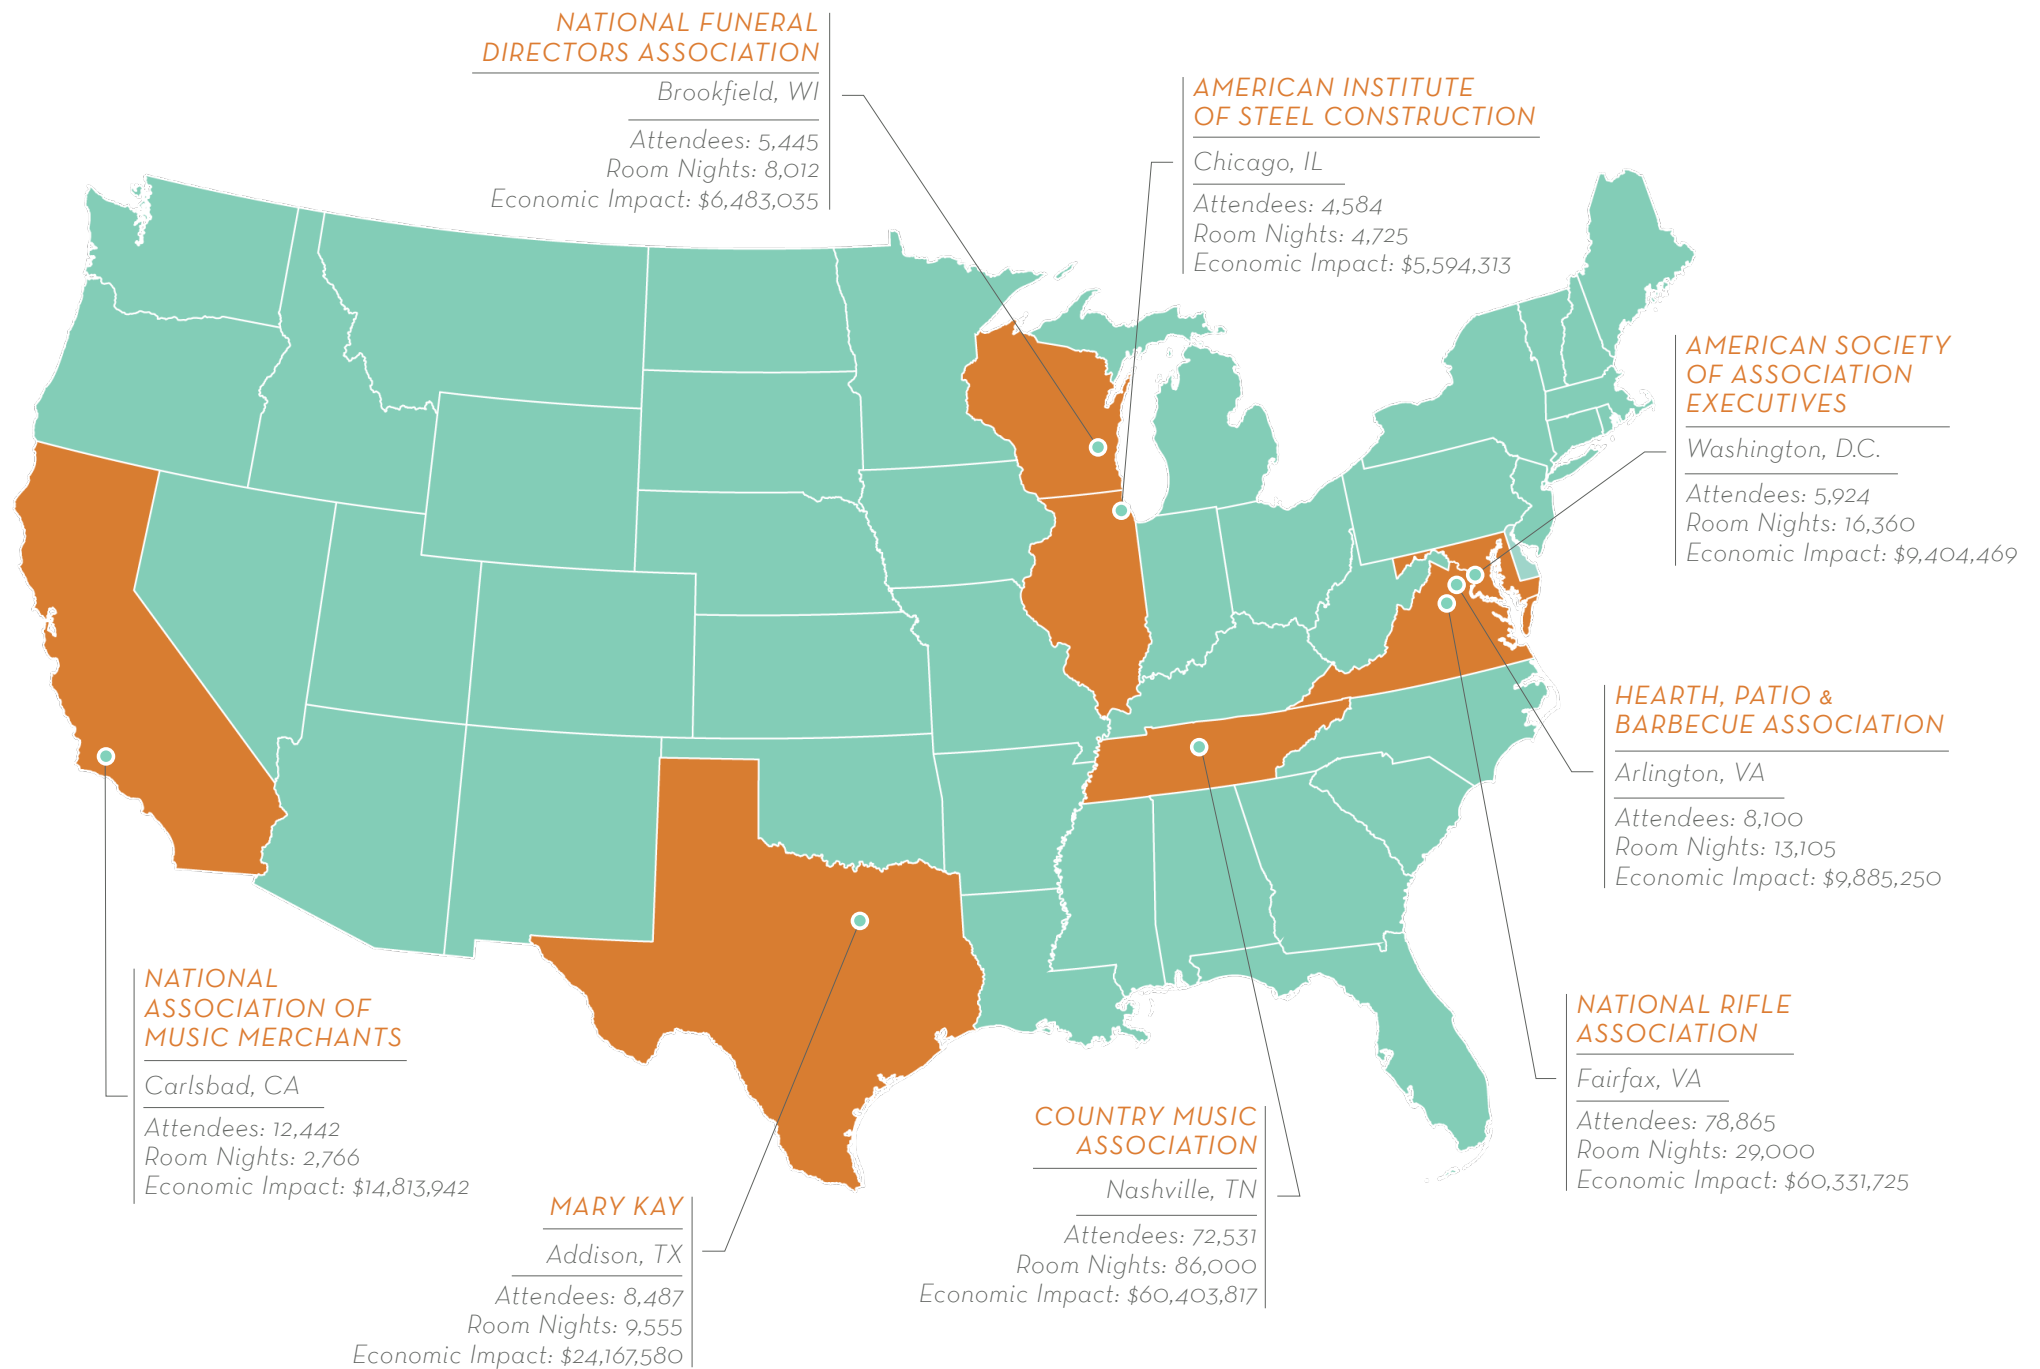 NATIONAL FUNERAL
DIRECTORS ASSOCIATION
Brookfield, WI
Attendees: 5,445
Room Nights: 8,012
Economic Impact: $6,483,035
AMERICAN INSTITUTE
OF STEEL CONSTRUCTION
Chicago, IL
Attendees: 4,584
Room Nights: 4,725
Economic Impact: $5,594,313
AMERICAN SOCIETY
OF ASSOCIATION
EXECUTIVES
Washington, D.C.
Attendees: 5,924
Room Nights: 16,360
Economic Impact: $9,404,469
HEARTH, PATIO &
BARBECUE ASSOCIATION
Arlington, VA
Attendees: 8,100
Room Nights: 13,105
Economic Impact: $9,885,250
NATIONAL
ASSOCIATION OF
MUSIC MERCHANTS
Carlsbad, CA
Attendees: 12,442
Room Nights: 2,766
Economic Impact: $14,813,942
MARY KAY
Addison, TX
Attendees: 8,487
Room Nights: 9,555
Economic Impact: $24,167,580
COUNTRY MUSIC
ASSOCIATION
Nashville, TN
Attendees: 72,531
Room Nights: 86,000
Economic Impact: $60,403,817
NATIONAL RIFLE
ASSOCIATION
Fairfax, VA
Attendees: 78,865
Room Nights: 29,000
Economic Impact: $60,331,725